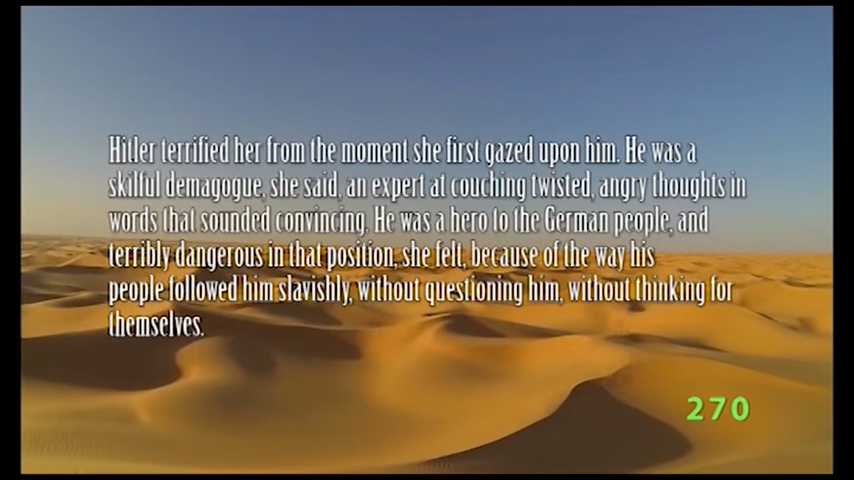 Hitler terrified her from the moment she first gazed upon him. He was a
skilful demagogue, she said, an expert at couching twisted, angry thoughts in
words that sounded convincing. He was a hero to the German people, and
terribly dangerous in that position, she felt, because of the way his
people followed him slavishly, without questioning him, without thinking for
themselves.
270